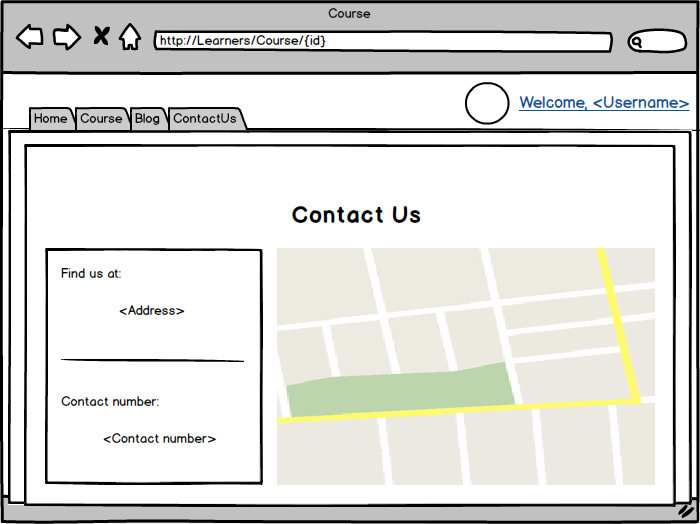 Course
http://Learners/Course/{id}
Welcome, <Username>
Home Course Blog ContactUs
Contact Us
Find us at:
<Address>
Contact number:
<Contact number>